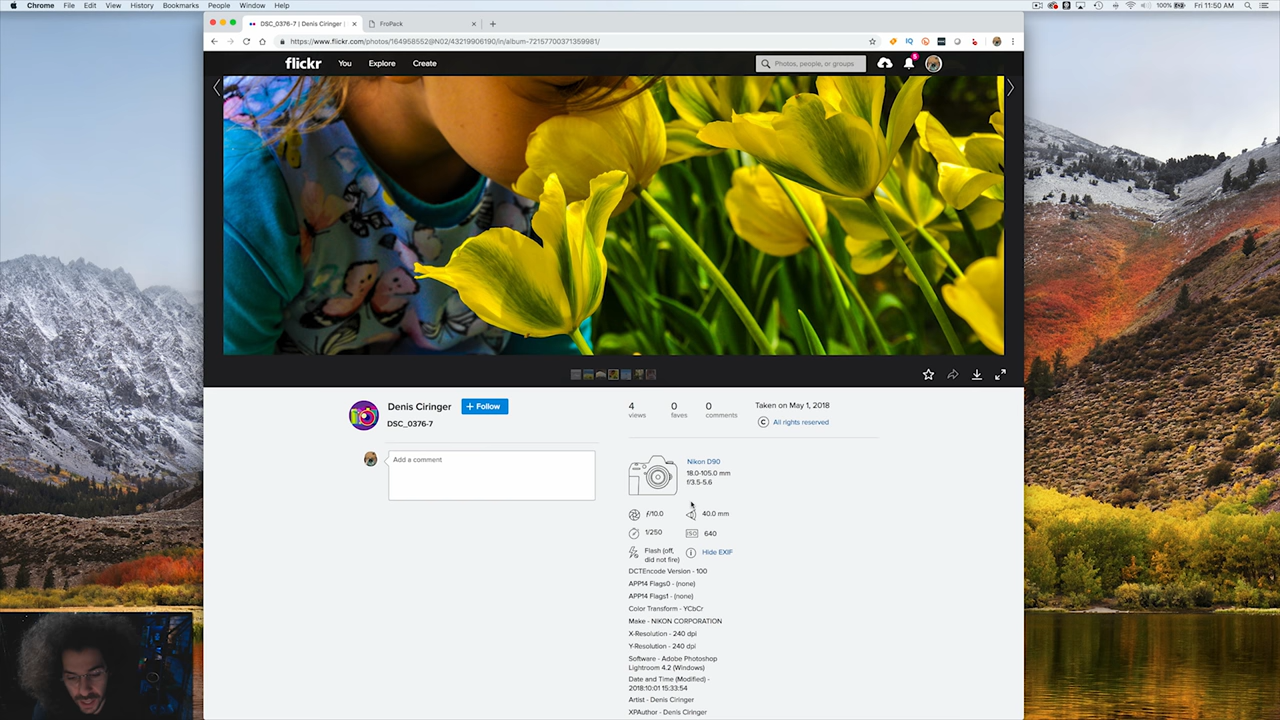 Chrome File Edit View History Bookmarks People Window Help 100% Fri 11:50 AM
DSC_0376-7 | Denis Ciringer | FroPack
https://www.flickr.com/photos/164958552@N02/43219906190/in/album-72157700371359981/
flickr You Explore Create Photos, people, or groups 5
Denis Ciringer + Follow
DSC_0376-7
4 0 0 Taken on May 1, 2018
views faves comments
C All rights reserved
Add a comment
Nikon D90
18.0-105.0 mm
f/3.5-5.6
ƒ/10.0 40.0 mm
1/250 ISO 640
Flash (off, did not fire) Hide EXIF
DCTEncode Version - 100
APP14 Flags0 - (none)
APP14 Flags1 - (none)
Color Transform - YCbCr
Make - NIKON CORPORATION
X-Resolution - 240 dpi
Y-Resolution - 240 dpi
Software - Adobe Photoshop
Lightroom 4.2 (Windows)
Date and Time (Modified) -
2018:10:01 15:33:54
Artist - Denis Ciringer
XPAuthor - Denis Ciringer